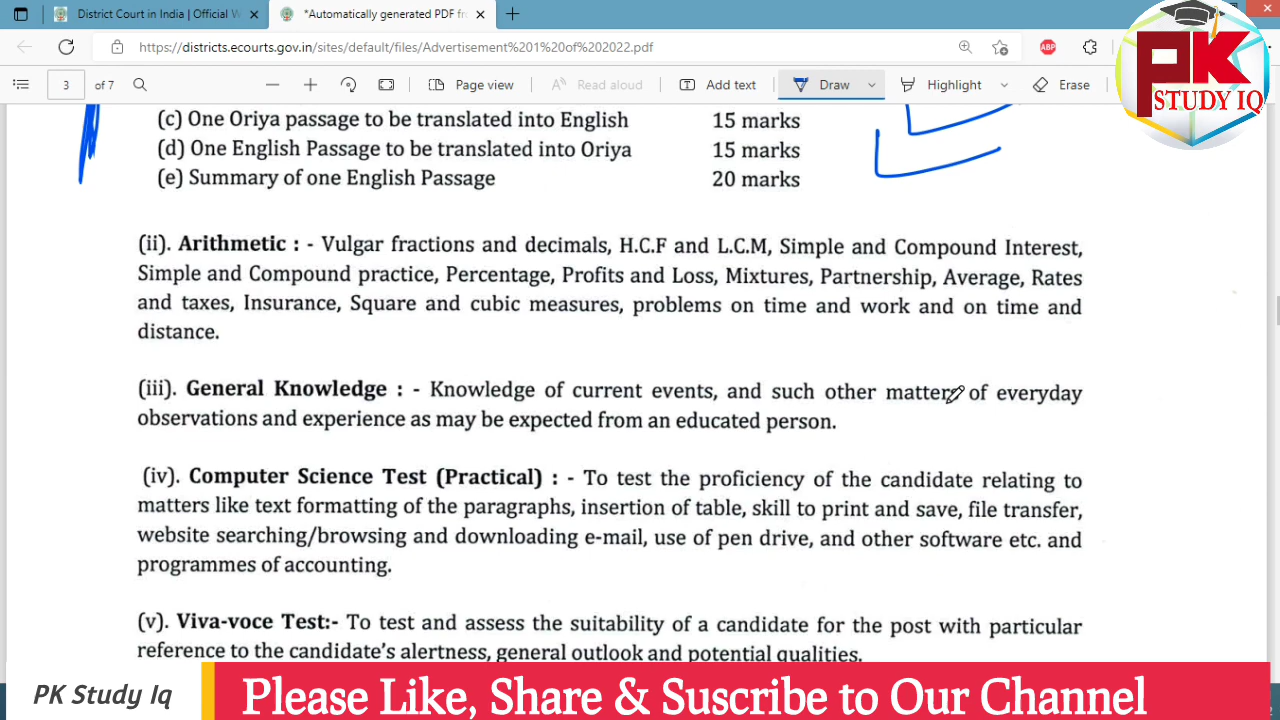 District Court in India | Official W
*Automatically generated PDF fro
https://districts.ecourts.gov.in/sites/default/files/Advertisement%201%20of%202022.pdf
ABP
3 of 7
Page view
Read aloud
Add text
Draw
Highlight
Erase
PK
STUDY IQ
(c) One Oriya passage to be translated into English 15 marks
(d) One English Passage to be translated into Oriya 15 marks
(e) Summary of one English Passage 20 marks
(ii). Arithmetic : - Vulgar fractions and decimals, H.C.F and L.C.M, Simple and Compound Interest,
Simple and Compound practice, Percentage, Profits and Loss, Mixtures, Partnership, Average, Rates
and taxes, Insurance, Square and cubic measures, problems on time and work and on time and
distance.
(iii). General Knowledge : - Knowledge of current events, and such other matters of everyday
observations and experience as may be expected from an educated person.
(iv). Computer Science Test (Practical) : - To test the proficiency of the candidate relating to
matters like text formatting of the paragraphs, insertion of table, skill to print and save, file transfer,
website searching/browsing and downloading e-mail, use of pen drive, and other software etc. and
programmes of accounting.
(v). Viva-voce Test:- To test and assess the suitability of a candidate for the post with particular
reference to the candidate's alertness, general outlook and potential qualities.
PK Study Iq
Please Like, Share & Suscribe to Our Channel